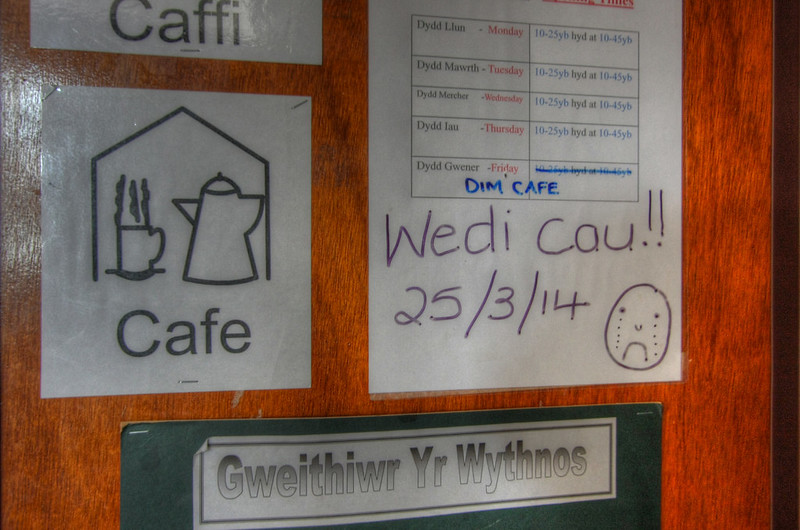 Caffi
Cafe
Times
Dydd Llun - Monday 10-25yb hyd at 10-45yb
Dydd Mawrth - Tuesday 10-25yb hyd at 10-45yb
Dydd Mercher -Wednesday 10-25yb hyd at 10-45yb
Dydd Iau -Thursday 10-25yb hyd at 10-45yb
Dydd Gwener -Friday 10-25yb hyd at 10-45yb
DIM CAFE
Wedi Cau!!
25/3/14
Gweithiwr Yr Wythnos